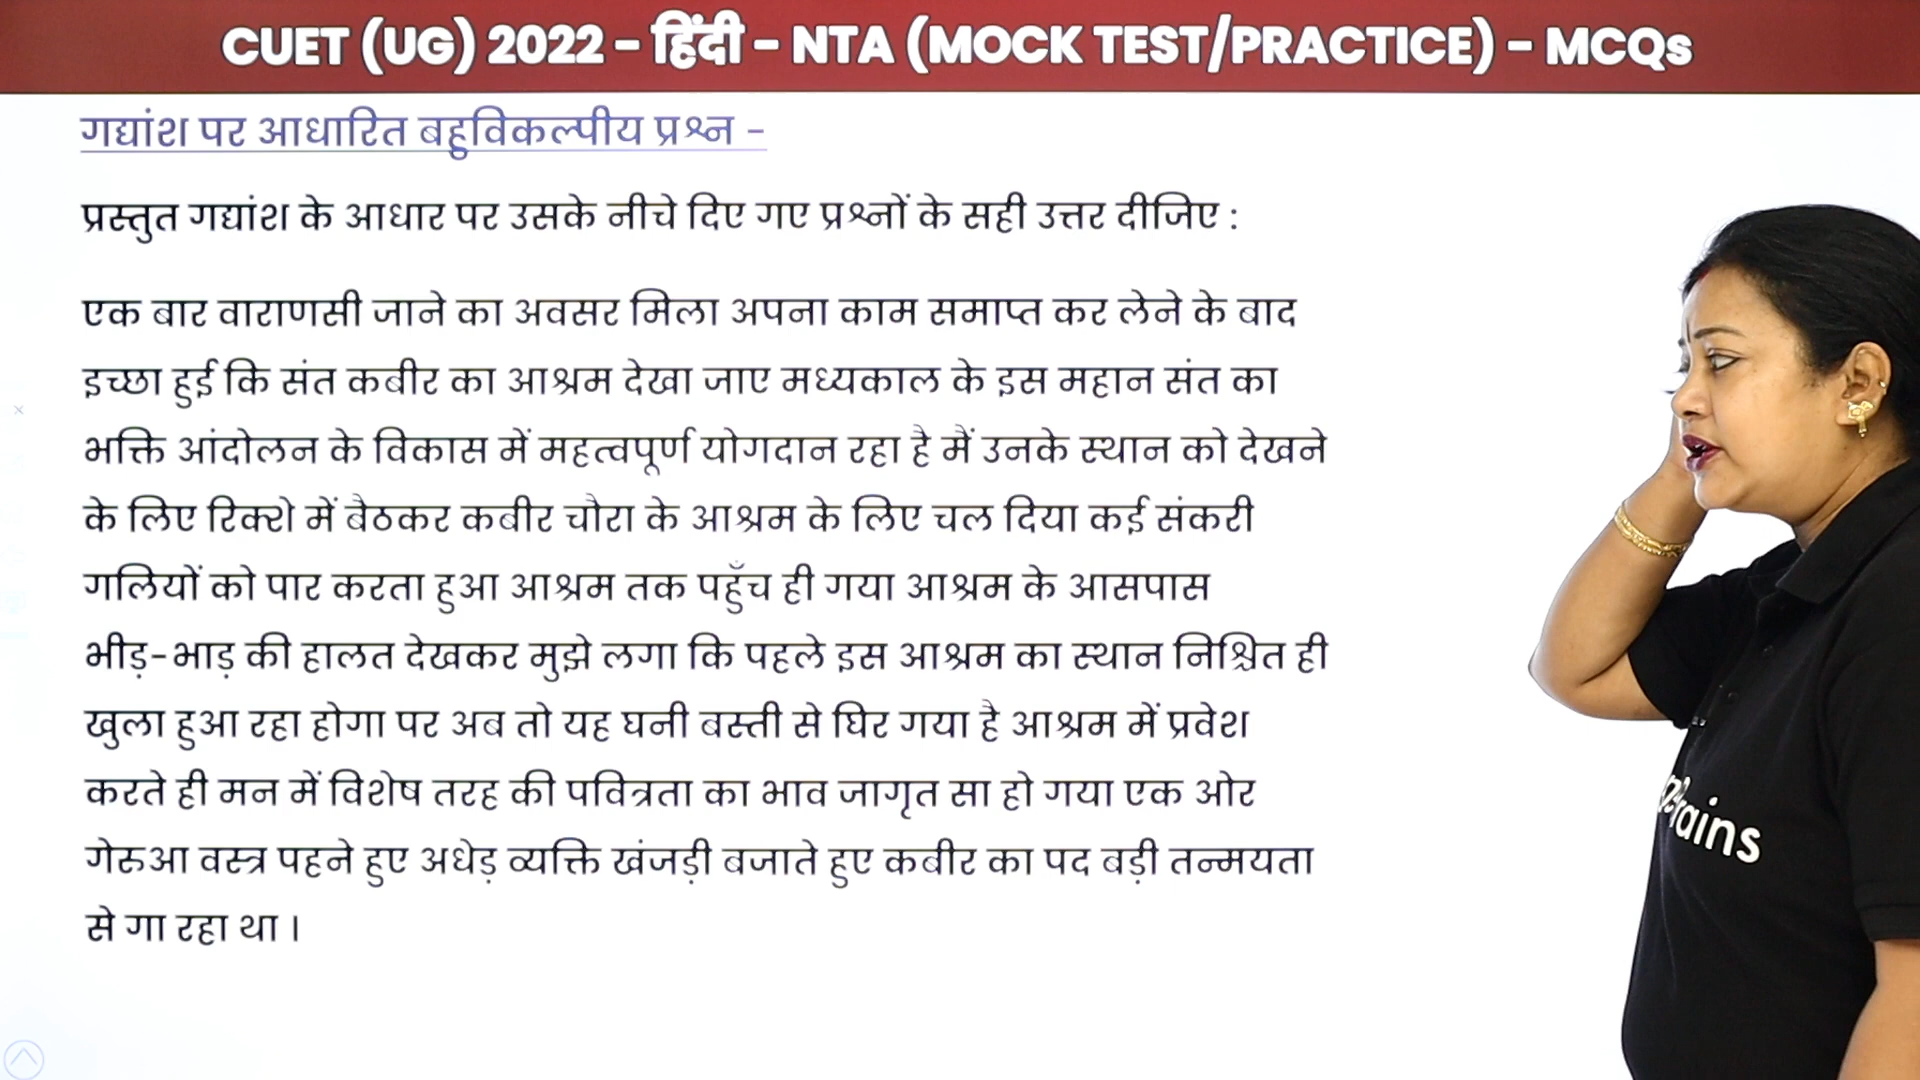 CUET (UG) 2022 - हिंदी - NTA (MOCK TEST/PRACTICE) - MCQs
गद्यांश पर आधारित बहुविकल्पीय प्रश्न -
प्रस्तुत गद्यांश के आधार पर उसके नीचे दिए गए प्रश्नों के सही उत्तर दीजिए :
एक बार वाराणसी जाने का अवसर मिला अपना काम समाप्त कर लेने के बाद
इच्छा हुई कि संत कबीर का आश्रम देखा जाए मध्यकाल के इस महान संत का
भक्ति आंदोलन के विकास में महत्वपूर्ण योगदान रहा है मैं उनके स्थान को देखने
के लिए रिक्शे में बैठकर कबीर चौरा के आश्रम के लिए चल दिया कई संकरी
गलियों को पार करता हुआ आश्रम तक पहुँच ही गया आश्रम के आसपास
भीड़-भाड़ की हालत देखकर मुझे लगा कि पहले इस आश्रम का स्थान निश्चित ही
खुला हुआ रहा होगा पर अब तो यह घनी बस्ती से घिर गया है आश्रम में प्रवेश
करते ही मन में विशेष तरह की पवित्रता का भाव जागृत सा हो गया एक ओर
गेरुआ वस्त्र पहने हुए अधेड़ व्यक्ति खंजड़ी बजाते हुए कबीर का पद बड़ी तन्मयता
से गा रहा था ।